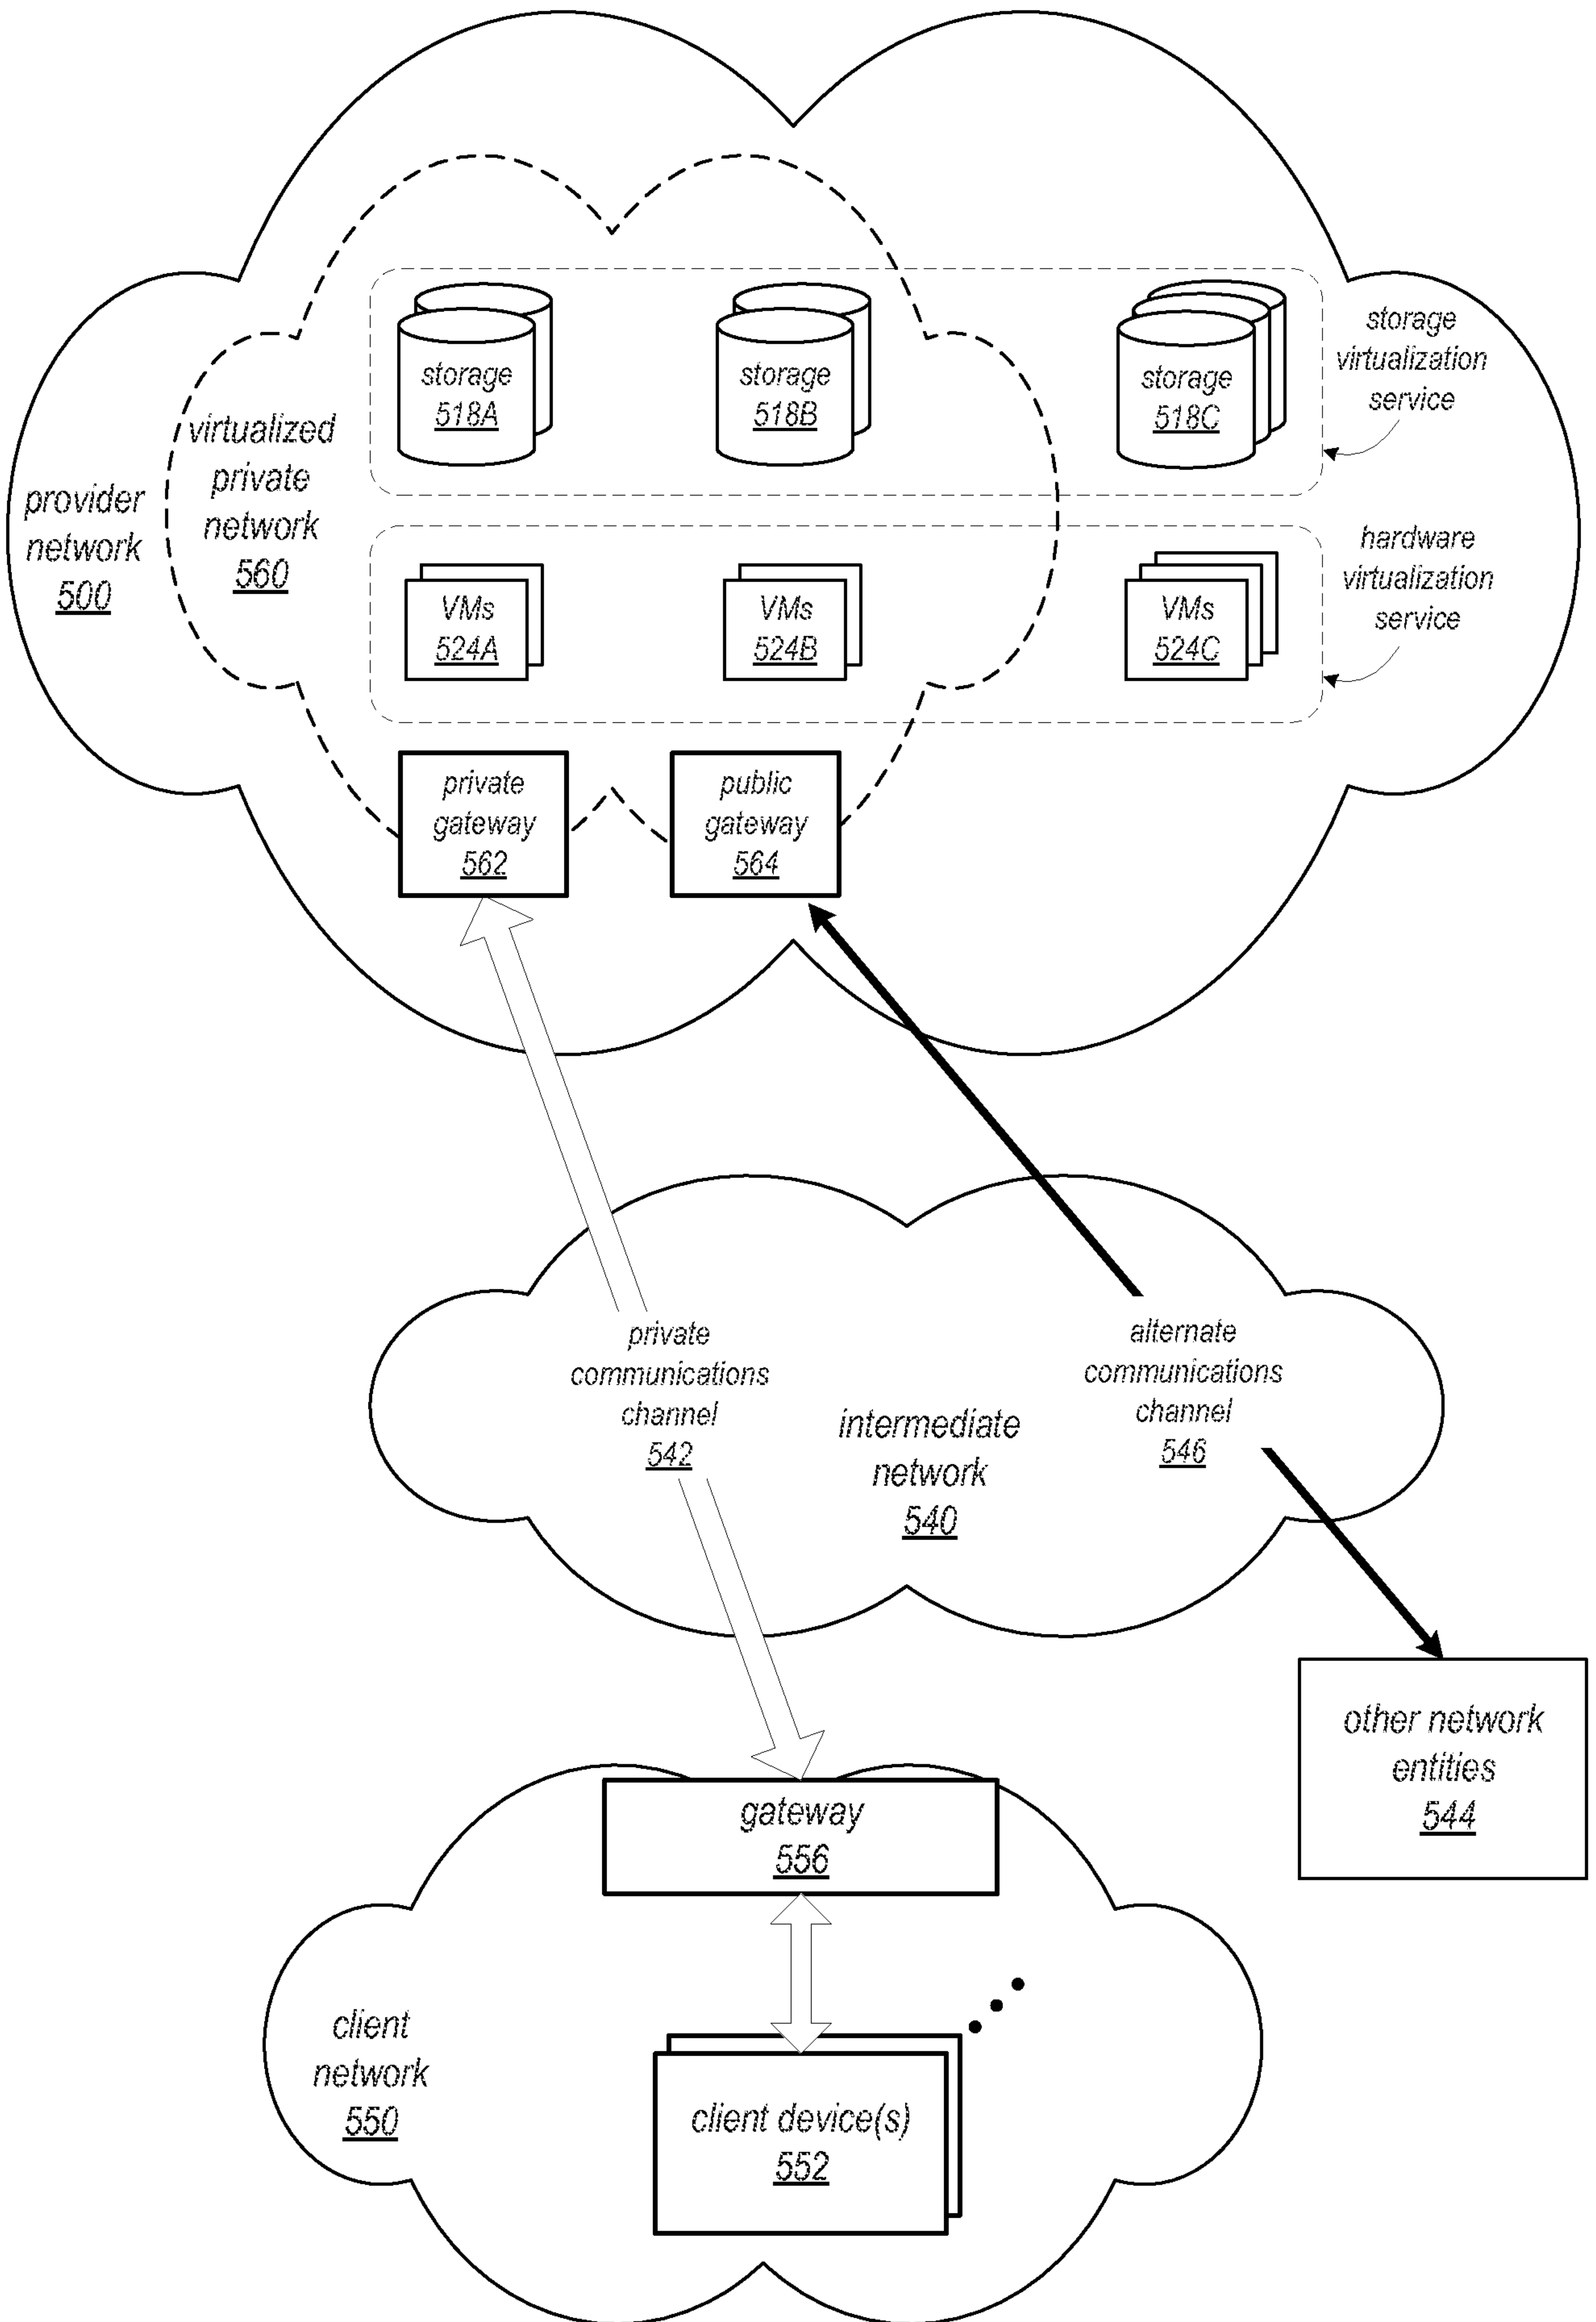 storage
518A
storage
518B
storage
518C
storage
virtualization
service
provider
network
500
virtualized
private
network
560
VMs
524A
VMs
524B
VMs
524C
hardware
virtualization
service
private
gateway
562
public
gateway
564
private
communications
channel
542
alternate
communications
channel
546
intermediate
network
540
other network
entities
544
gateway
556
client
network
550
client device(s)
552